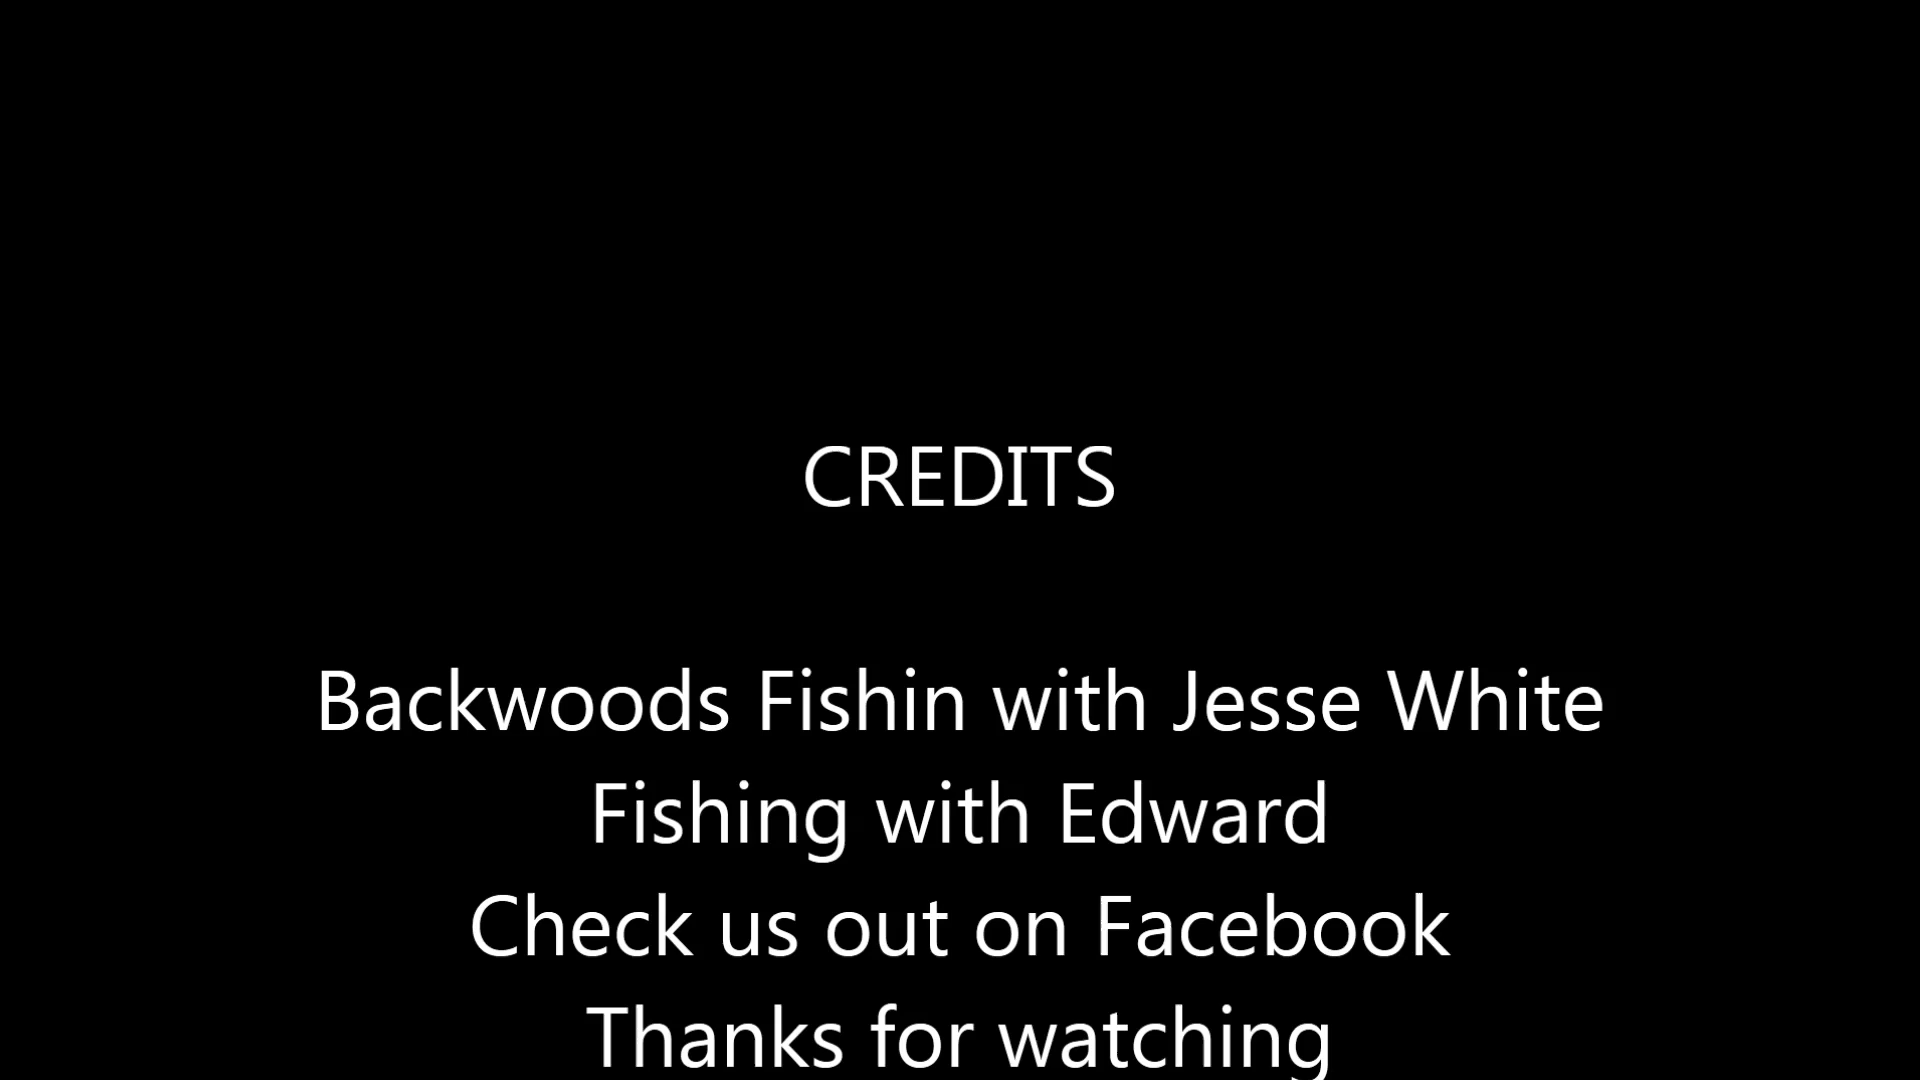 CREDITS
Backwoods Fishin with Jesse White
Fishing with Edward
Check us out on Facebook
Thanks for watching